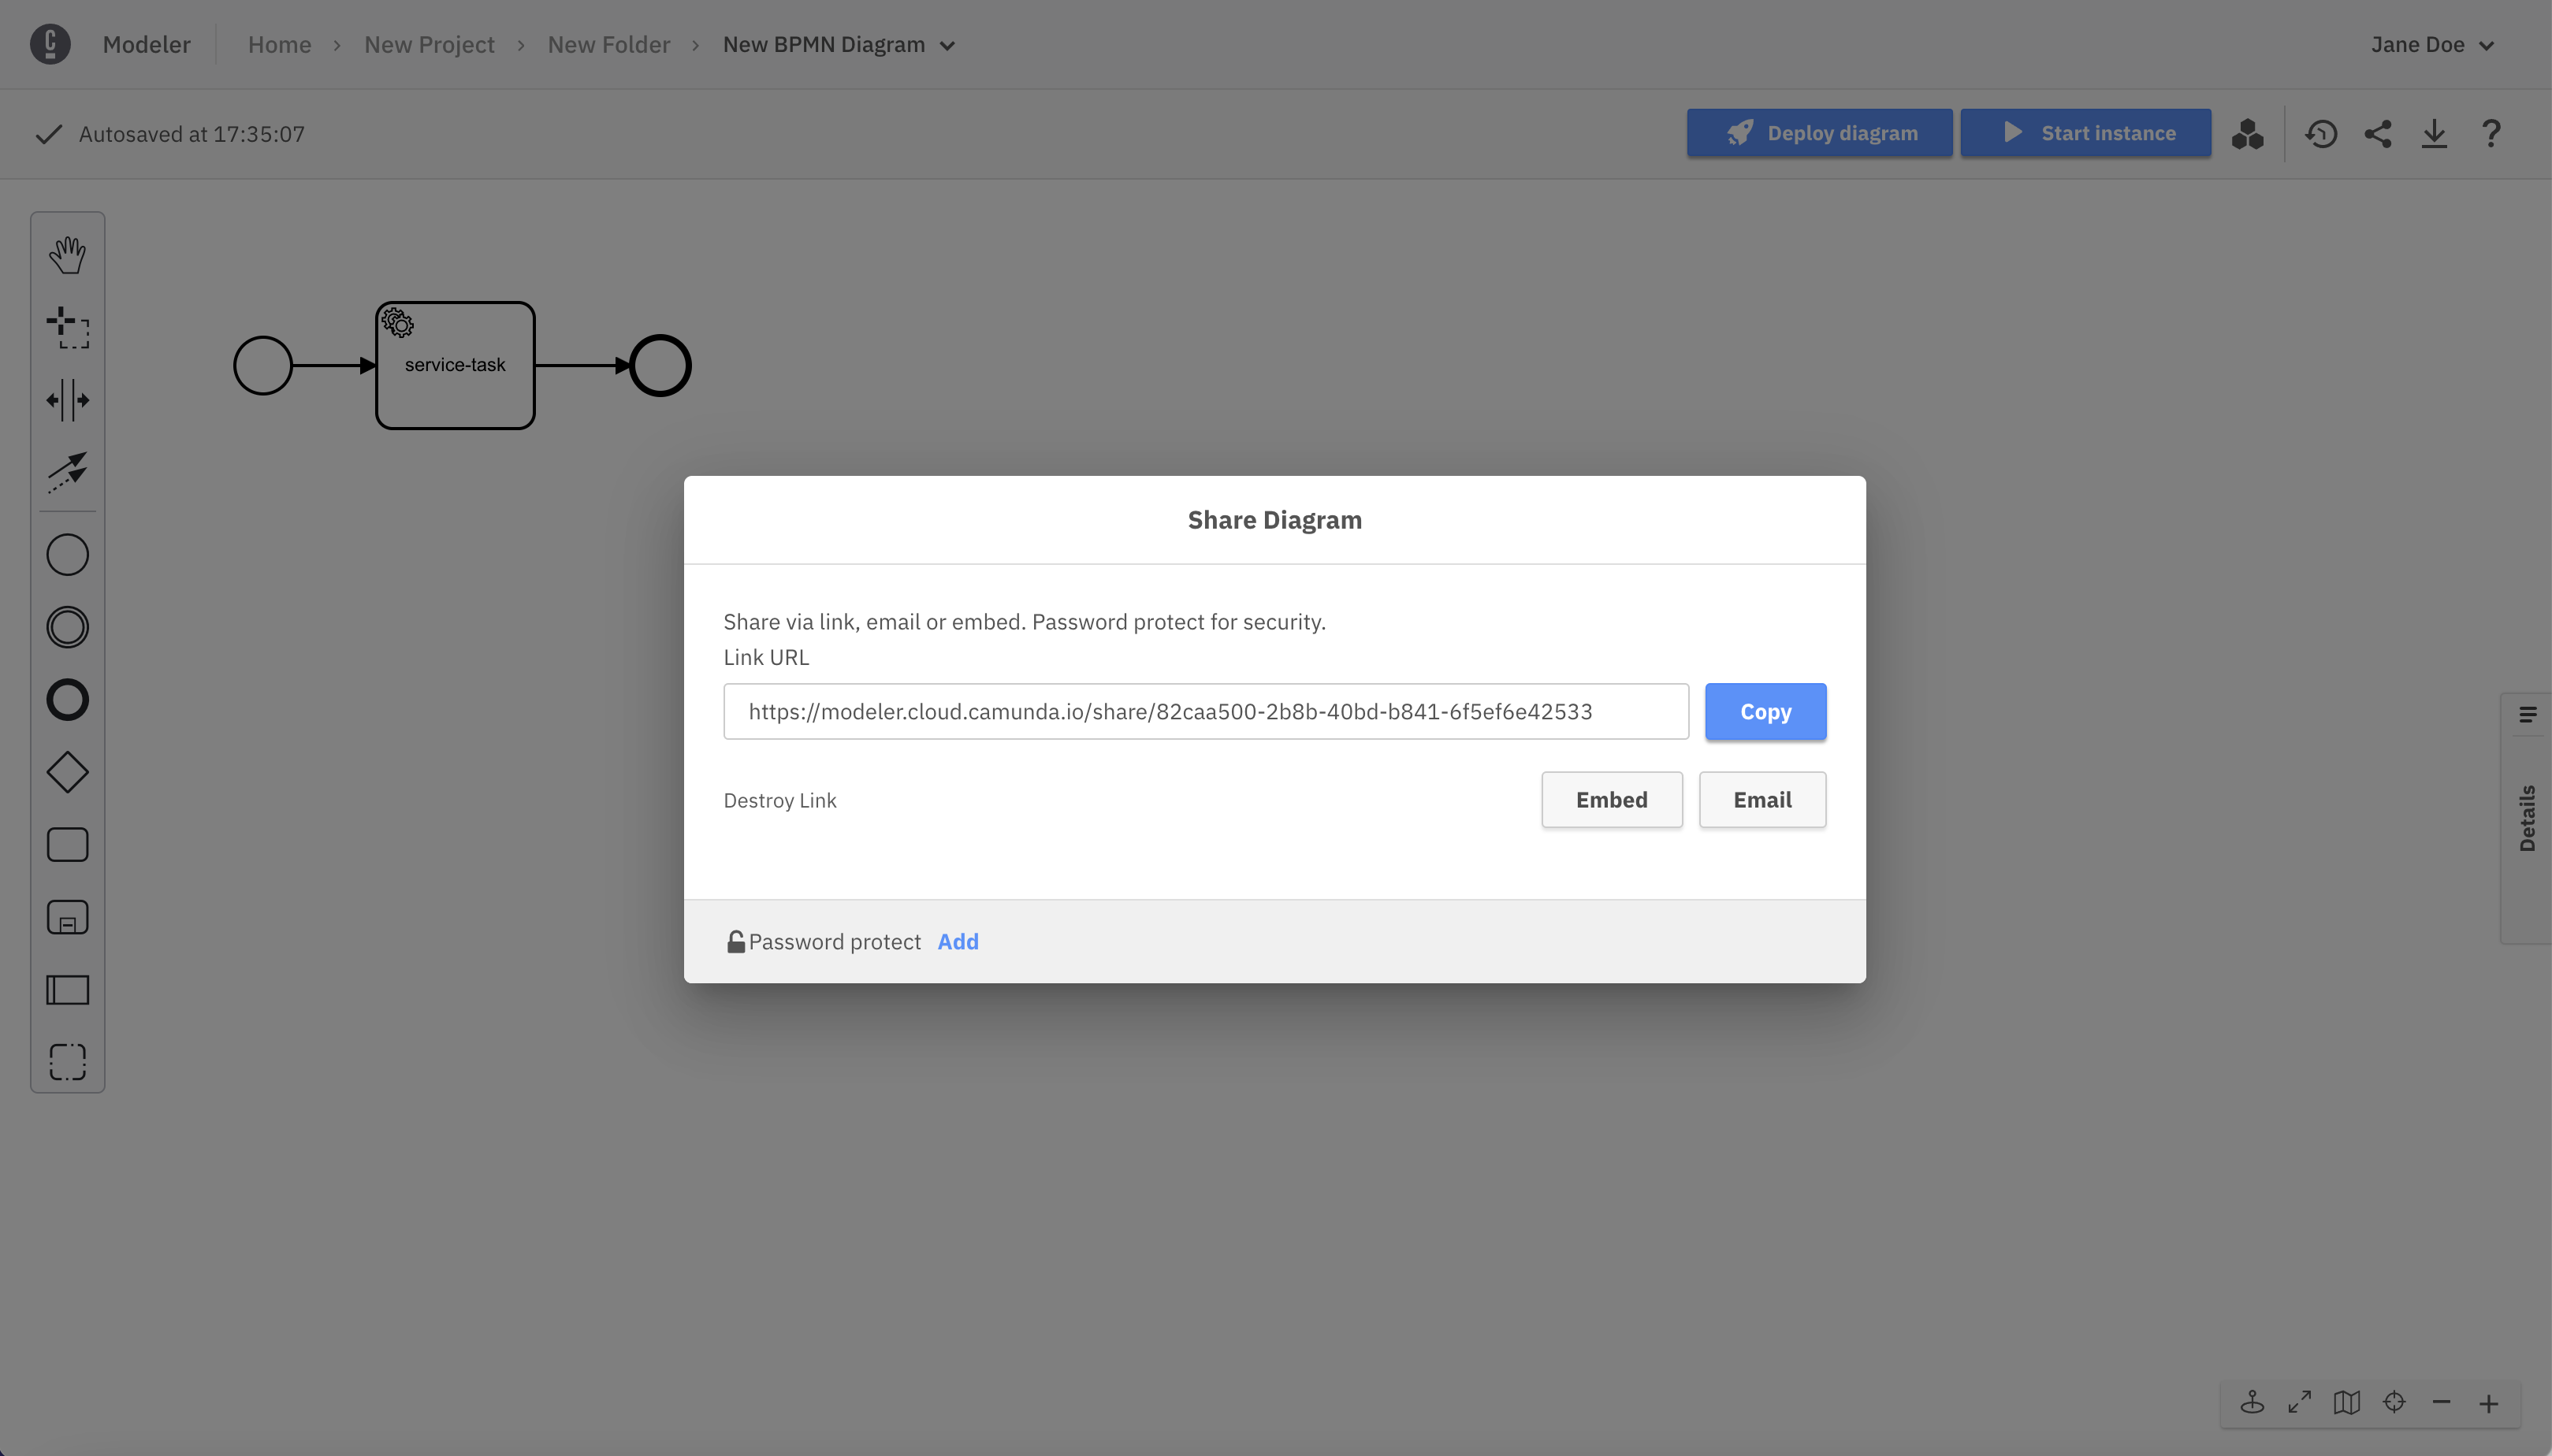 Modeler Home › New Project › New Folder › New BPMN Diagram Jane Doe
Autosaved at 17:35:07 Deploy diagram Start instance ?
service-task
Share Diagram
Share via link, email or embed. Password protect for security.
Link URL
https://modeler.cloud.camunda.io/share/82caa500-2b8b-40bd-b841-6f5ef6e42533 Copy
Destroy Link Embed Email
Password protect Add
Details